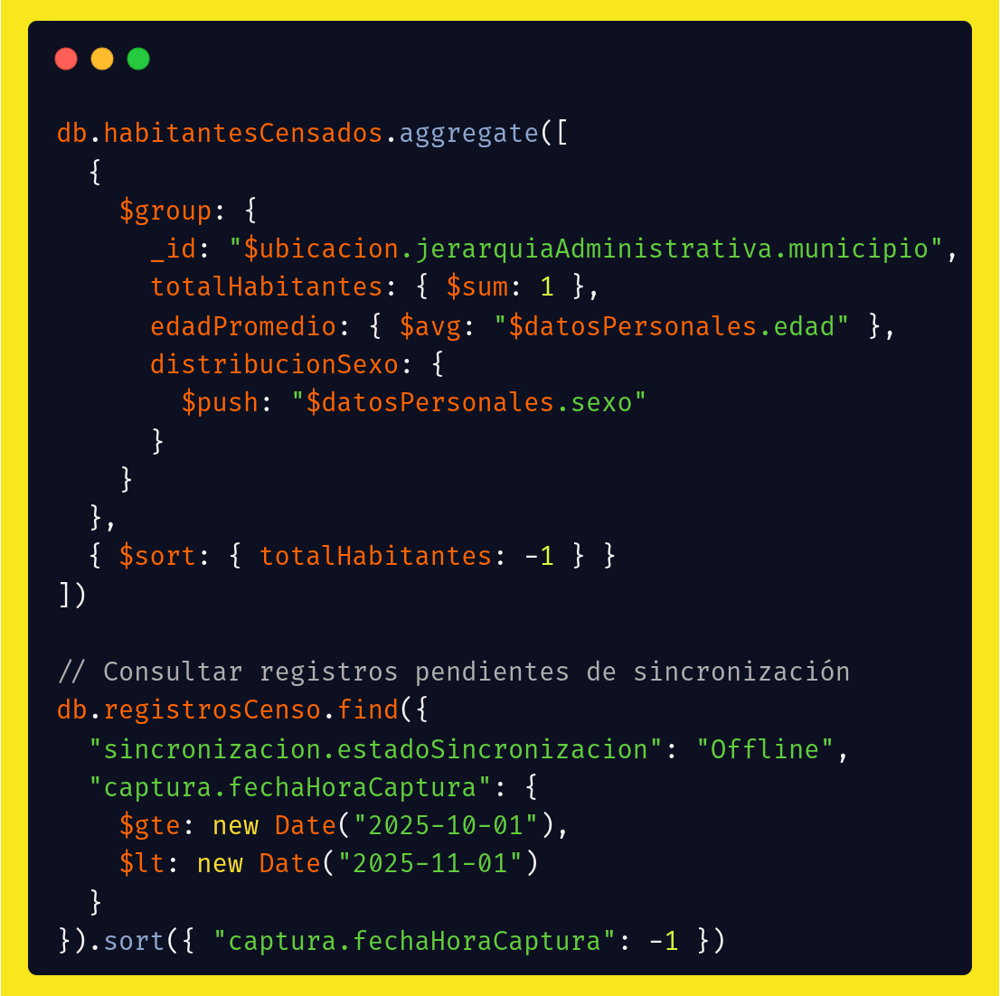 db.habitantesCensados.aggregate([
  {
    $group: {
      _id: "$ubicacion.jerarquiaAdministrativa.municipio",
      totalHabitantes: { $sum: 1 },
      edadPromedio: { $avg: "$datosPersonales.edad" },
      distribucionSexo: {
        $push: "$datosPersonales.sexo"
      }
    }
  },
  { $sort: { totalHabitantes: -1 } }
])

// Consultar registros pendientes de sincronización
db.registrosCenso.find({
  "sincronizacion.estadoSincronizacion": "Offline",
  "captura.fechaHoraCaptura": {
    $gte: new Date("2025-10-01"),
    $lt: new Date("2025-11-01")
  }
}).sort({ "captura.fechaHoraCaptura": -1 })